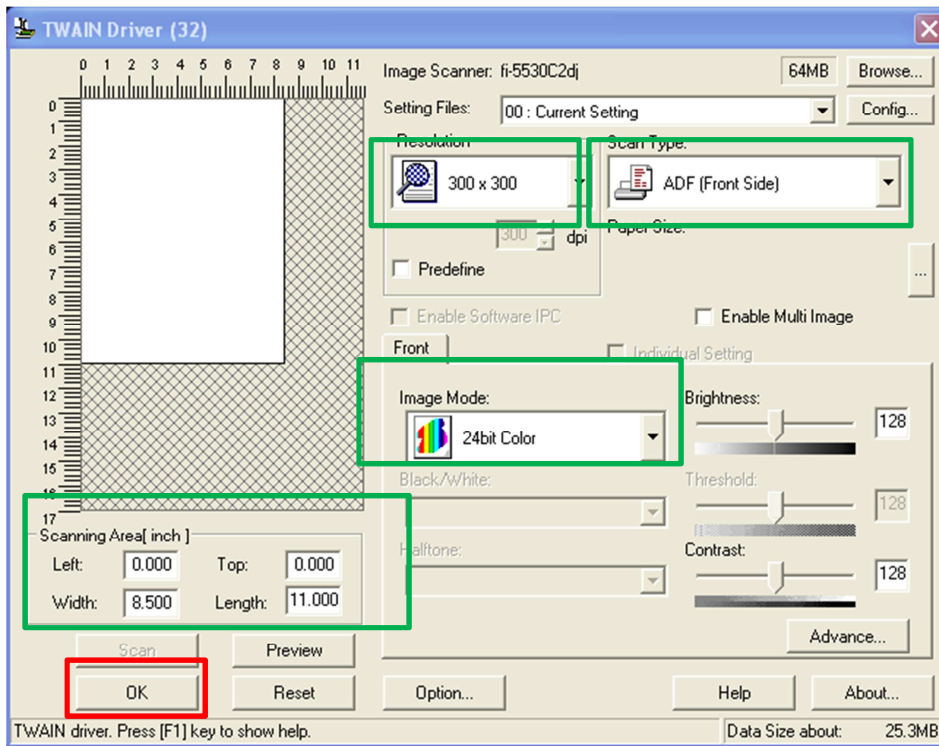 TWAIN Driver (32)
0 1 2 3 4 5 6 7 8 9 10 11
Image Scanner: fi-5530C2dj
64MB
Browse...
Setting Files:
00 : Current Setting
Config...
Resolution
Scan Type:
300 x 300
ADF (Front Side)
300 dpi
Paper Size:
Predefine
...
Enable Software IPC
Enable Multi Image
Front
Individual Setting
Image Mode:
24bit Color
Brightness:
128
Black/White:
Threshold:
128
Halftone:
Contrast:
128
0
1
2
3
4
5
6
7
8
9
10
11
12
13
14
15
16
17
Scanning Area[ inch ]
Left: 0.000 Top: 0.000
Width: 8.500 Length: 11.000
Advance...
Scan
Preview
OK
Reset
Option...
Help
About...
TWAIN driver. Press [F1] key to show help.
Data Size about: 25.3MB